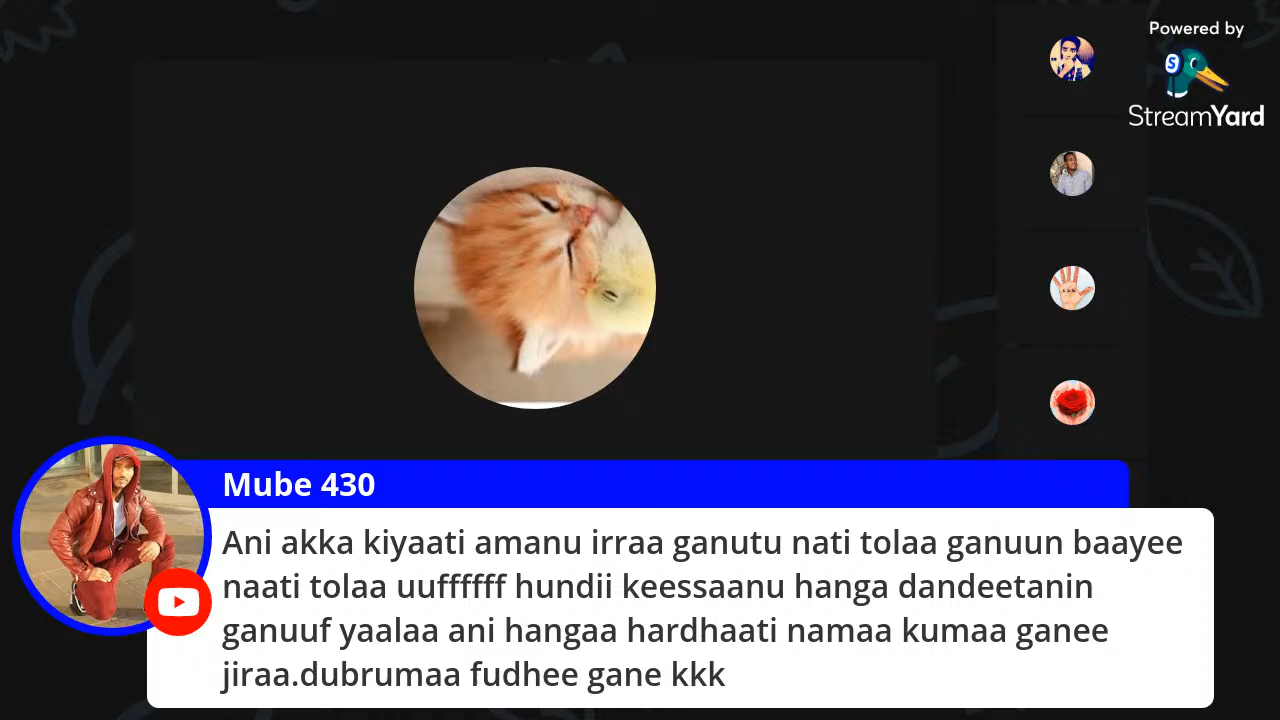 Powered by
StreamYard
Mube 430
Ani akka kiyaati amanu irraa ganutu nati tolaa ganuun baayee
naati tolaa uuffffff hundii keessaanu hanga dandeetanin
ganuuf yaalaa ani hangaa hardhaati namaa kumaa ganee
jiraa.dubrumaa fudhee gane kkk